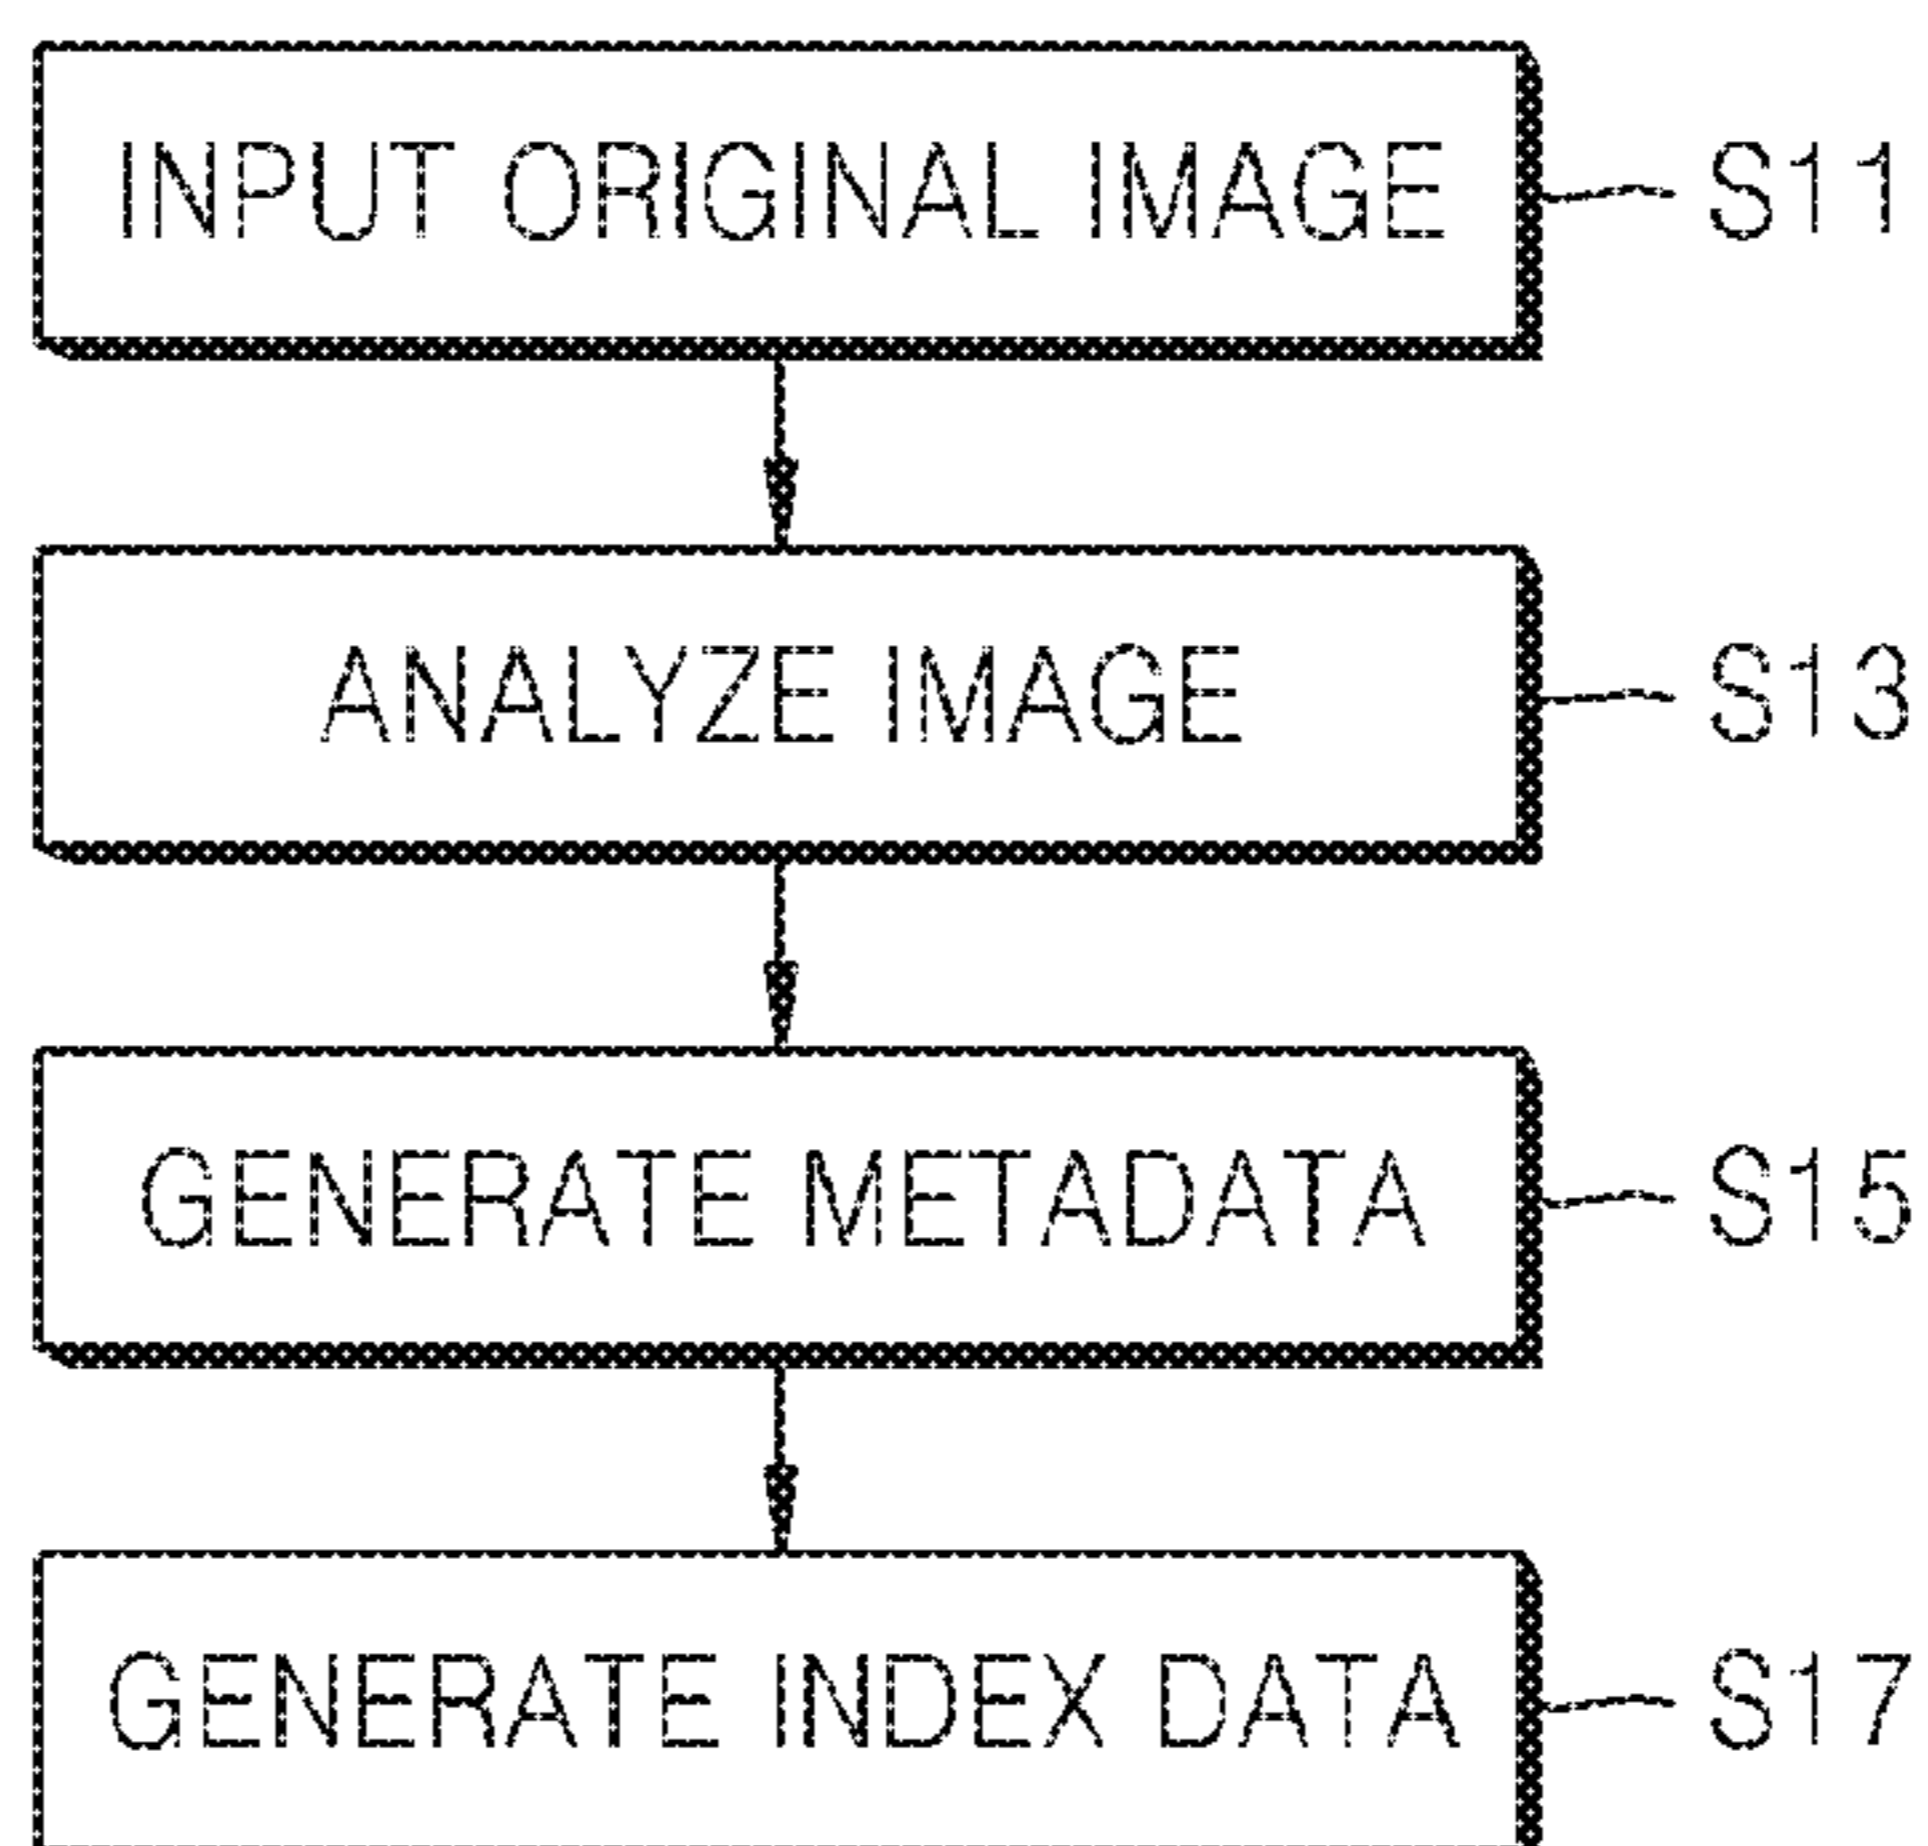 INPUT ORIGINAL IMAGE S11
ANALYZE IMAGE S13
GENERATE METADATA S15
GENERATE INDEX DATA S17